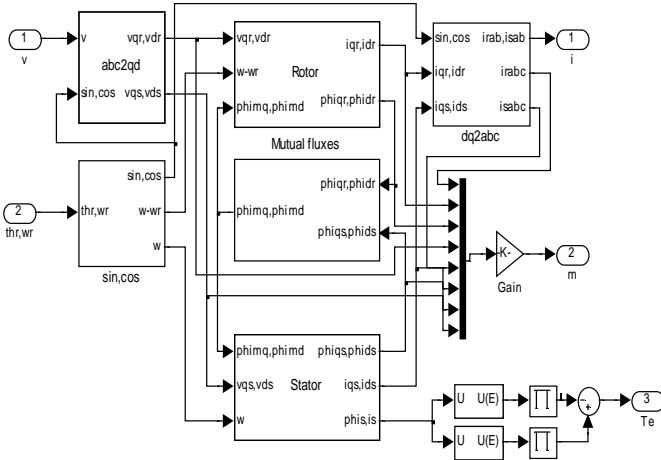 1
v
v
vqr,vdr
abc2qd
sin,cos
vqs,vds
vqr,vdr
iqr,idr
w-wr
Rotor
phimq,phimd
phiqr,phidr
sin,cos
irab,isab
iqr,idr
irabc
iqs,ids
isabc
dq2abc
1
i
Mutual fluxes
phiqr,phidr
phimq,phimd
phiqs,phids
2
thr,wr
sin,cos
thr,wr
w-wr
w
sin,cos
-K-
Gain
2
m
phimq,phimd
phiqs,phids
vqs,vds
Stator
iqs,ids
w
phis,is
U
U(E)
U
U(E)
-
+
3
Te